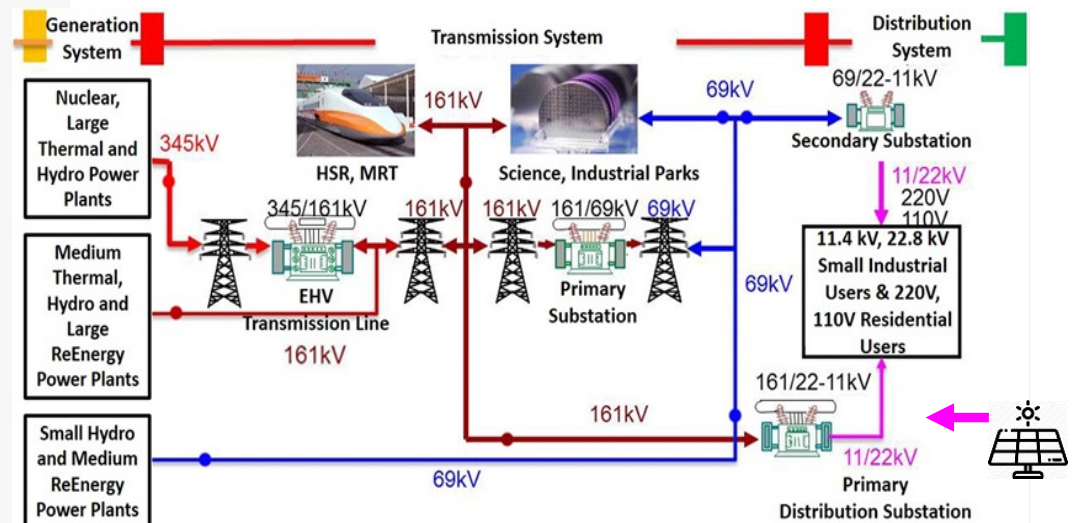 Generation
System
Transmission System
Distribution
System
Nuclear,
Large
Thermal and
Hydro Power
Plants
345kV
161kV
69kV
69/22-11kV
Secondary Substation
HSR, MRT
Science, Industrial Parks
11/22kV
220V
110V
345/161kV
161kV
161kV
161/69kV
69kV
Medium
Thermal,
Hydro and
Large
ReEnergy
Power Plants
EHV
Transmission Line
161kV
Primary
Substation
69kV
11.4 kV, 22.8 kV
Small Industrial
Users & 220V,
110V Residential
Users
161/22-11kV
161kV
Small Hydro
and Medium
ReEnergy
Power Plants
69kV
11/22kV
Primary
Distribution Substation